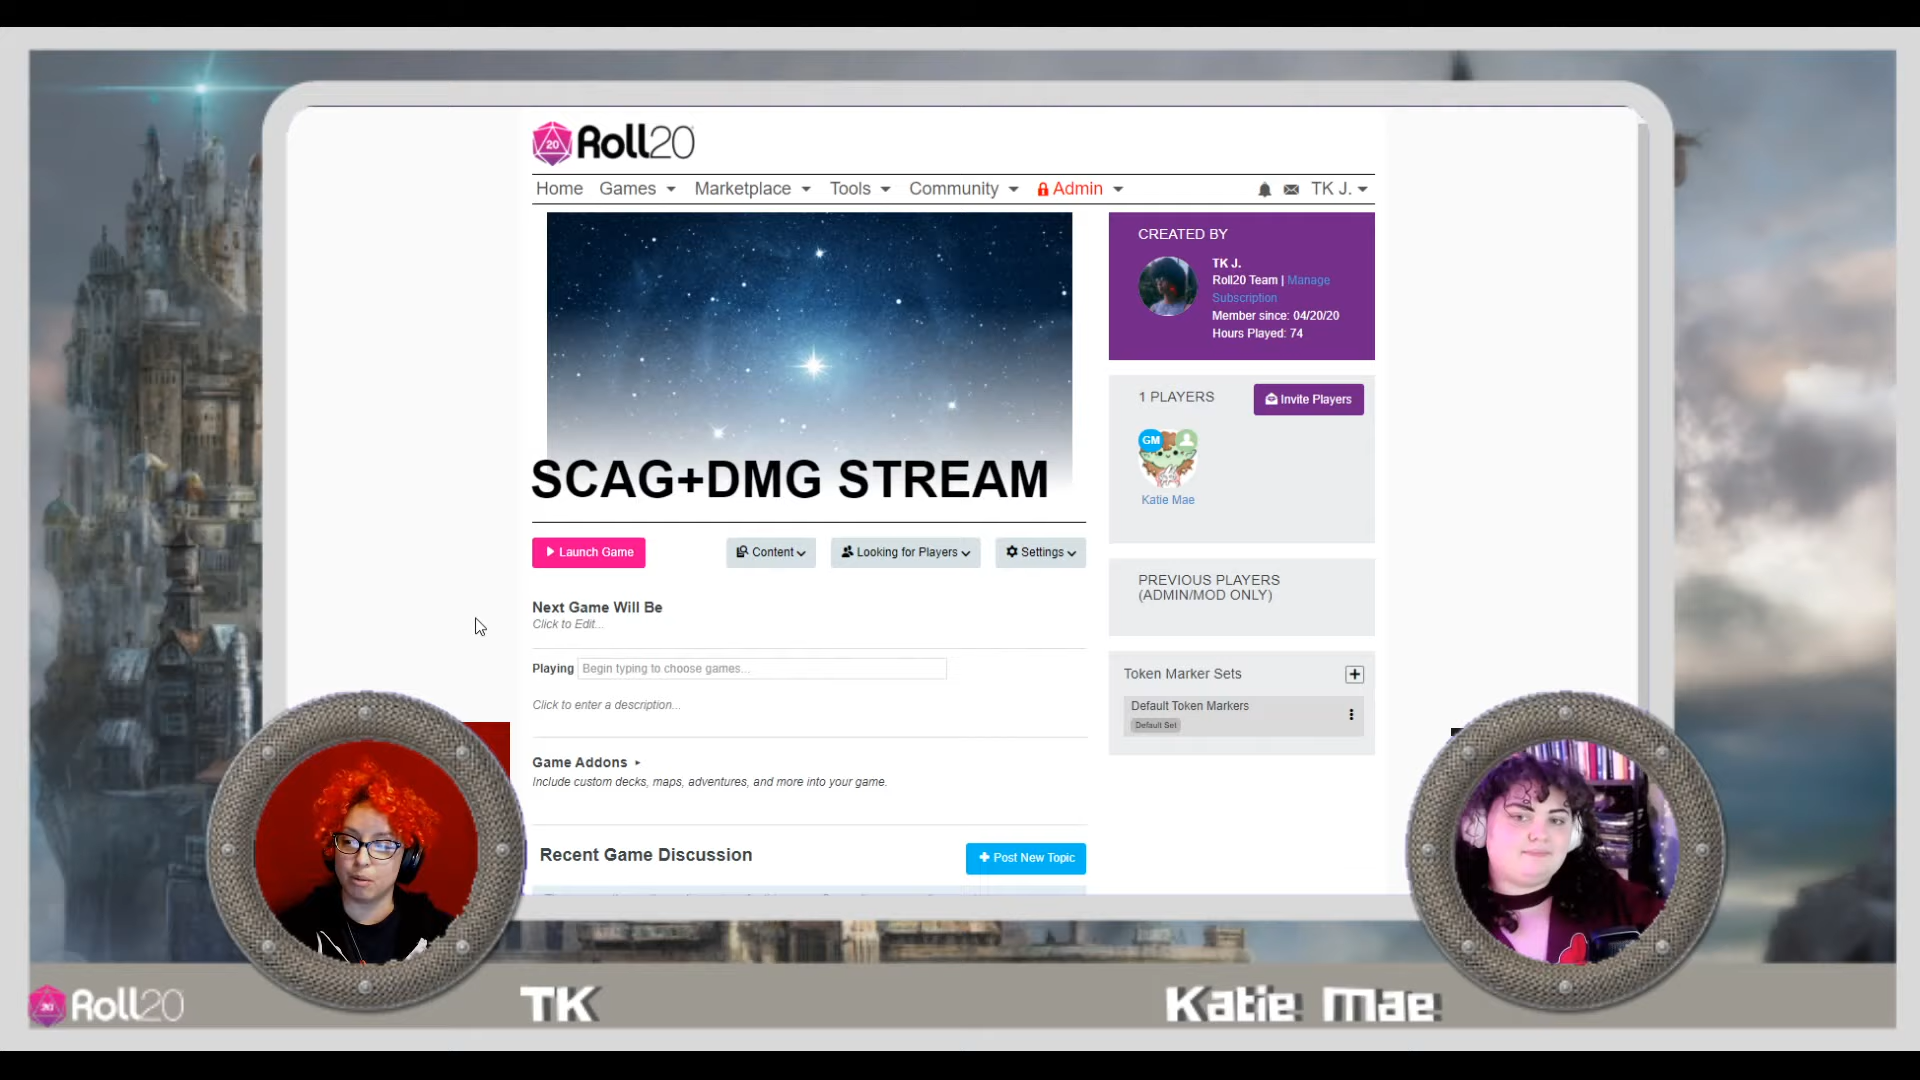 20 Roll20
Home Games Marketplace Tools Community Admin TK J.
CREATED BY
TK J.
Roll20 Team | Manage
Subscription
Member since: 04/20/20
Hours Played: 74
SCAG+DMG STREAM
1 PLAYERS
Invite Players
GM
Katie Mae
Launch Game
Content
Looking for Players
Settings
PREVIOUS PLAYERS
(ADMIN/MOD ONLY)
Next Game Will Be
Click to Edit...
Playing Begin typing to choose games...
Click to enter a description...
Token Marker Sets
Default Token Markers
Default Set
Game Addons
Include custom decks, maps, adventures, and more into your game.
Recent Game Discussion
Post New Topic
20 Roll20
TK
Katie Mae